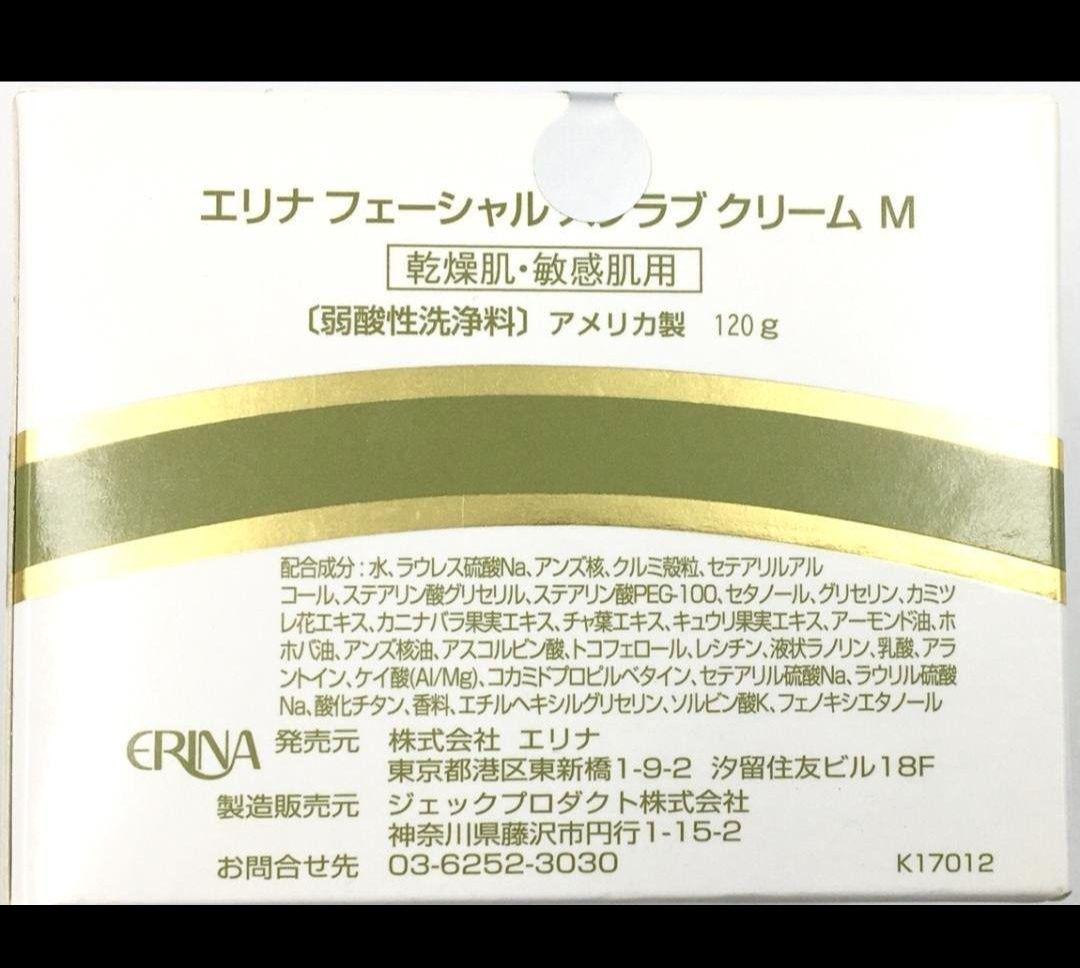 エリナ フェーシャル スクラブ クリーム M
乾燥肌・敏感肌用
〔弱酸性洗浄料〕 アメリカ製 120g
配合成分：水、ラウレス硫酸Na、アンズ核、クルミ殻粒、セテアリルアル
コール、ステアリン酸グリセリル、ステアリン酸PEG-100、セタノール、グリセリン、カミツ
レ花エキス、カニナバラ果実エキス、チャ葉エキス、キュウリ果実エキス、アーモンド油、ホ
ホバ油、アンズ核油、アスコルビン酸、トコフェロール、レシチン、液状ラノリン、乳酸、アラ
ントイン、ケイ酸(Al/Mg)、コカミドプロピルベタイン、セテアリル硫酸Na、ラウリル硫酸
Na、酸化チタン、香料、エチルヘキシルグリセリン、ソルビン酸K、フェノキシエタノール
ERINA 発売元 株式会社 エリナ
東京都港区東新橋1-9-2 汐留住友ビル18F
製造販売元 ジェックプロダクト株式会社
神奈川県藤沢市円行1-15-2
お問合せ先 03-6252-3030 K17012